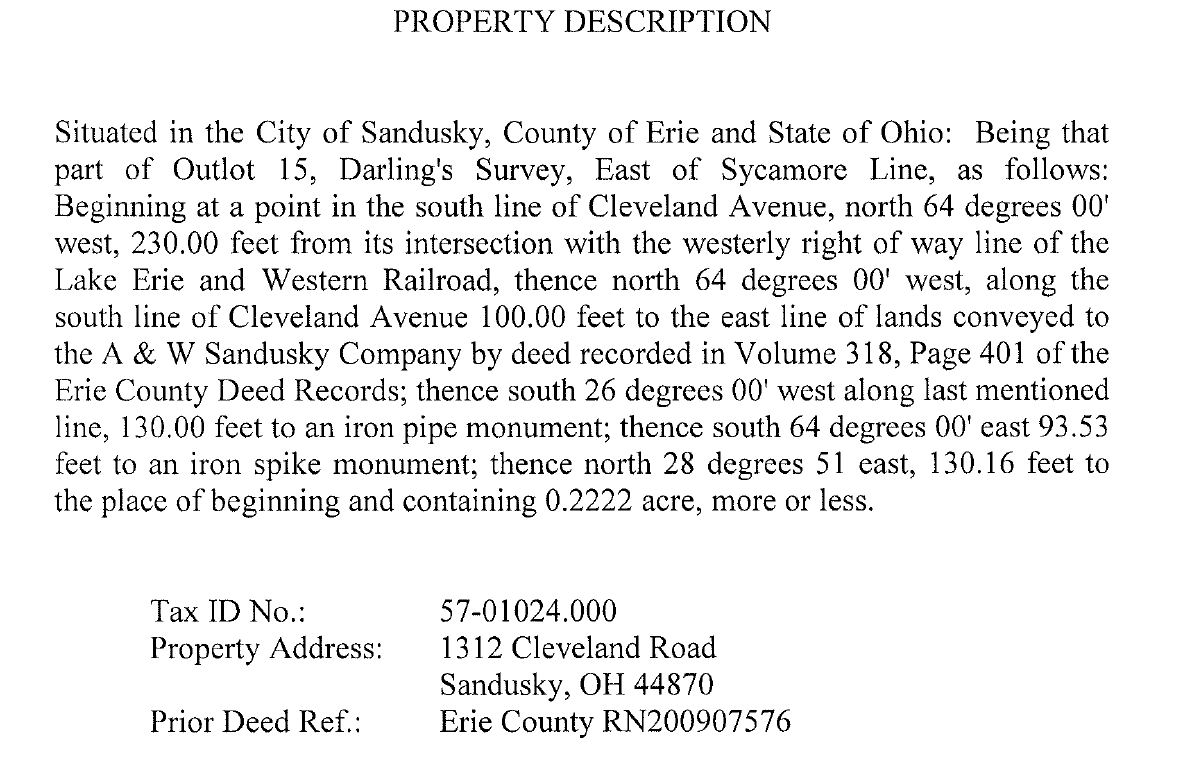 PROPERTY DESCRIPTION
Situated in the City of Sandusky, County of Erie and State of Ohio: Being that
part of Outlot 15, Darling's Survey, East of Sycamore Line, as follows:
Beginning at a point in the south line of Cleveland Avenue, north 64 degrees 00'
west, 230.00 feet from its intersection with the westerly right of way line of the
Lake Erie and Western Railroad, thence north 64 degrees 00' west, along the
south line of Cleveland Avenue 100.00 feet to the east line of lands conveyed to
the A & W Sandusky Company by deed recorded in Volume 318, Page 401 of the
Erie County Deed Records; thence south 26 degrees 00' west along last mentioned
line, 130.00 feet to an iron pipe monument; thence south 64 degrees 00' east 93.53
feet to an iron spike monument; thence north 28 degrees 51 east, 130.16 feet to
the place of beginning and containing 0.2222 acre, more or less.
Tax ID No.: 57-01024.000
Property Address: 1312 Cleveland Road
Sandusky, OH 44870
Prior Deed Ref.: Erie County RN200907576